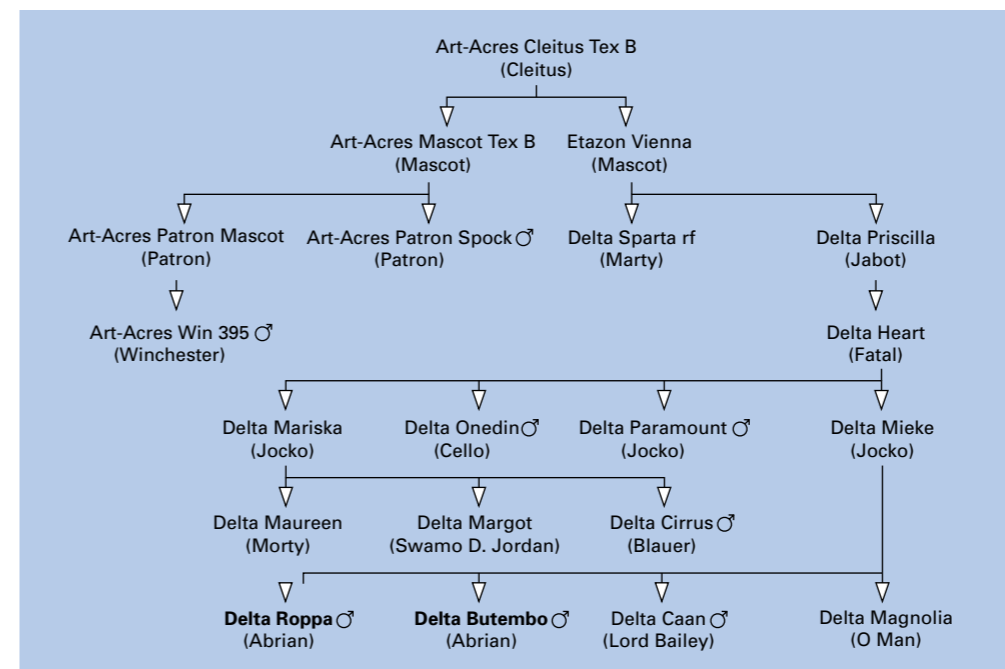 Art-Acres Cleitus Tex B
(Cleitus)
Art-Acres Mascot Tex B
(Mascot)
Etazon Vienna
(Mascot)
Art-Acres Patron Mascot
(Patron)
Art-Acres Patron Spock ♂
(Patron)
Delta Sparta rf
(Marty)
Delta Priscilla
(Jabot)
Art-Acres Win 395 ♂
(Winchester)
Delta Heart
(Fatal)
Delta Mariska
(Jocko)
Delta Onedin ♂
(Cello)
Delta Paramount ♂
(Jocko)
Delta Mieke
(Jocko)
Delta Maureen
(Morty)
Delta Margot
(Swamo D. Jordan)
Delta Cirrus ♂
(Blauer)
Delta Roppa ♂
(Abrian)
Delta Butembo ♂
(Abrian)
Delta Caan ♂
(Lord Bailey)
Delta Magnolia
(O Man)